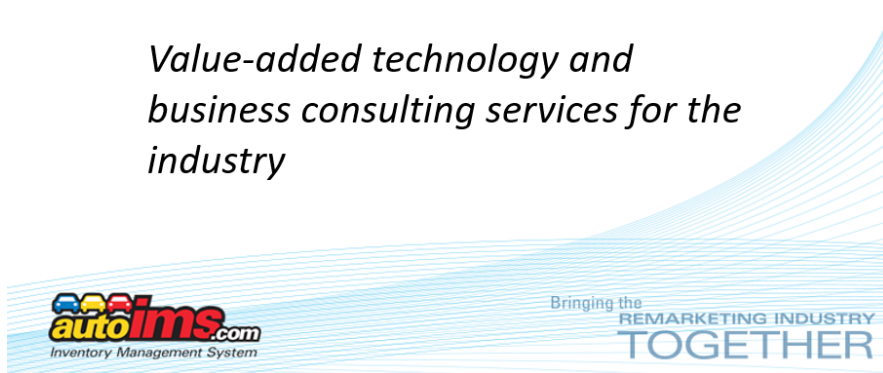 Value-added technology and
business consulting services for the
industry
autoims.com
Inventory Management System
Bringing the
REMARKETING INDUSTRY
TOGETHER